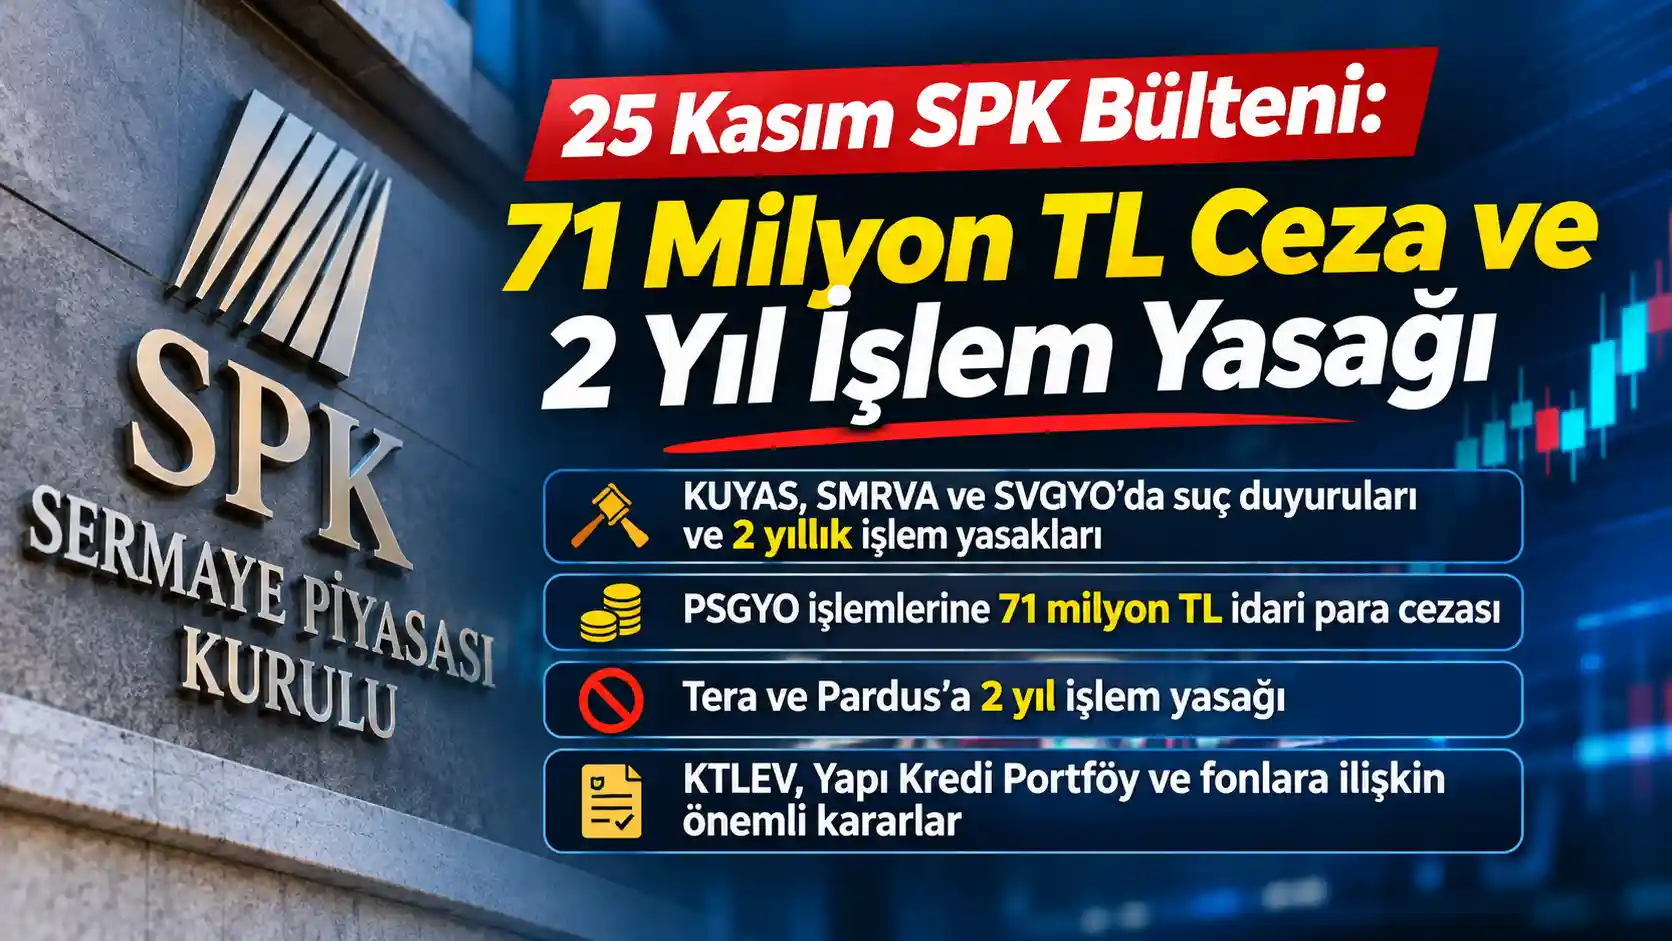 SPK
SERMAYE PİYASASI
KURULU
25 Kasım SPK Bülteni:
71 Milyon TL Ceza ve
2 Yıl İşlem Yasağı
KUYAS, SMRVA ve SVGYO'da suç duyuruları
ve 2 yıllık işlem yasakları
PSGYO işlemlerine 71 milyon TL idari para cezası
Tera ve Pardus'a 2 yıl işlem yasağı
KTLEV, Yapı Kredi Portföy ve fonlara ilişkin
önemli kararlar